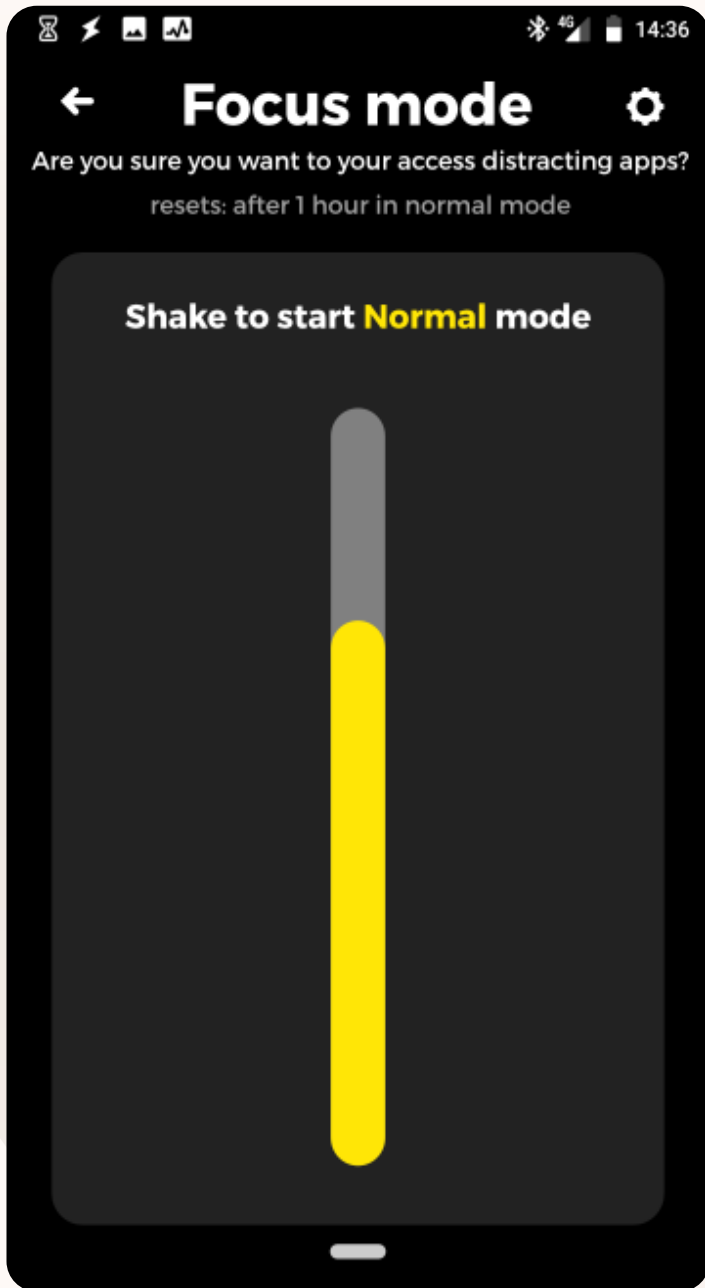 4G 14:36
Focus mode
Are you sure you want to your access distracting apps?
resets: after 1 hour in normal mode
Shake to start Normal mode